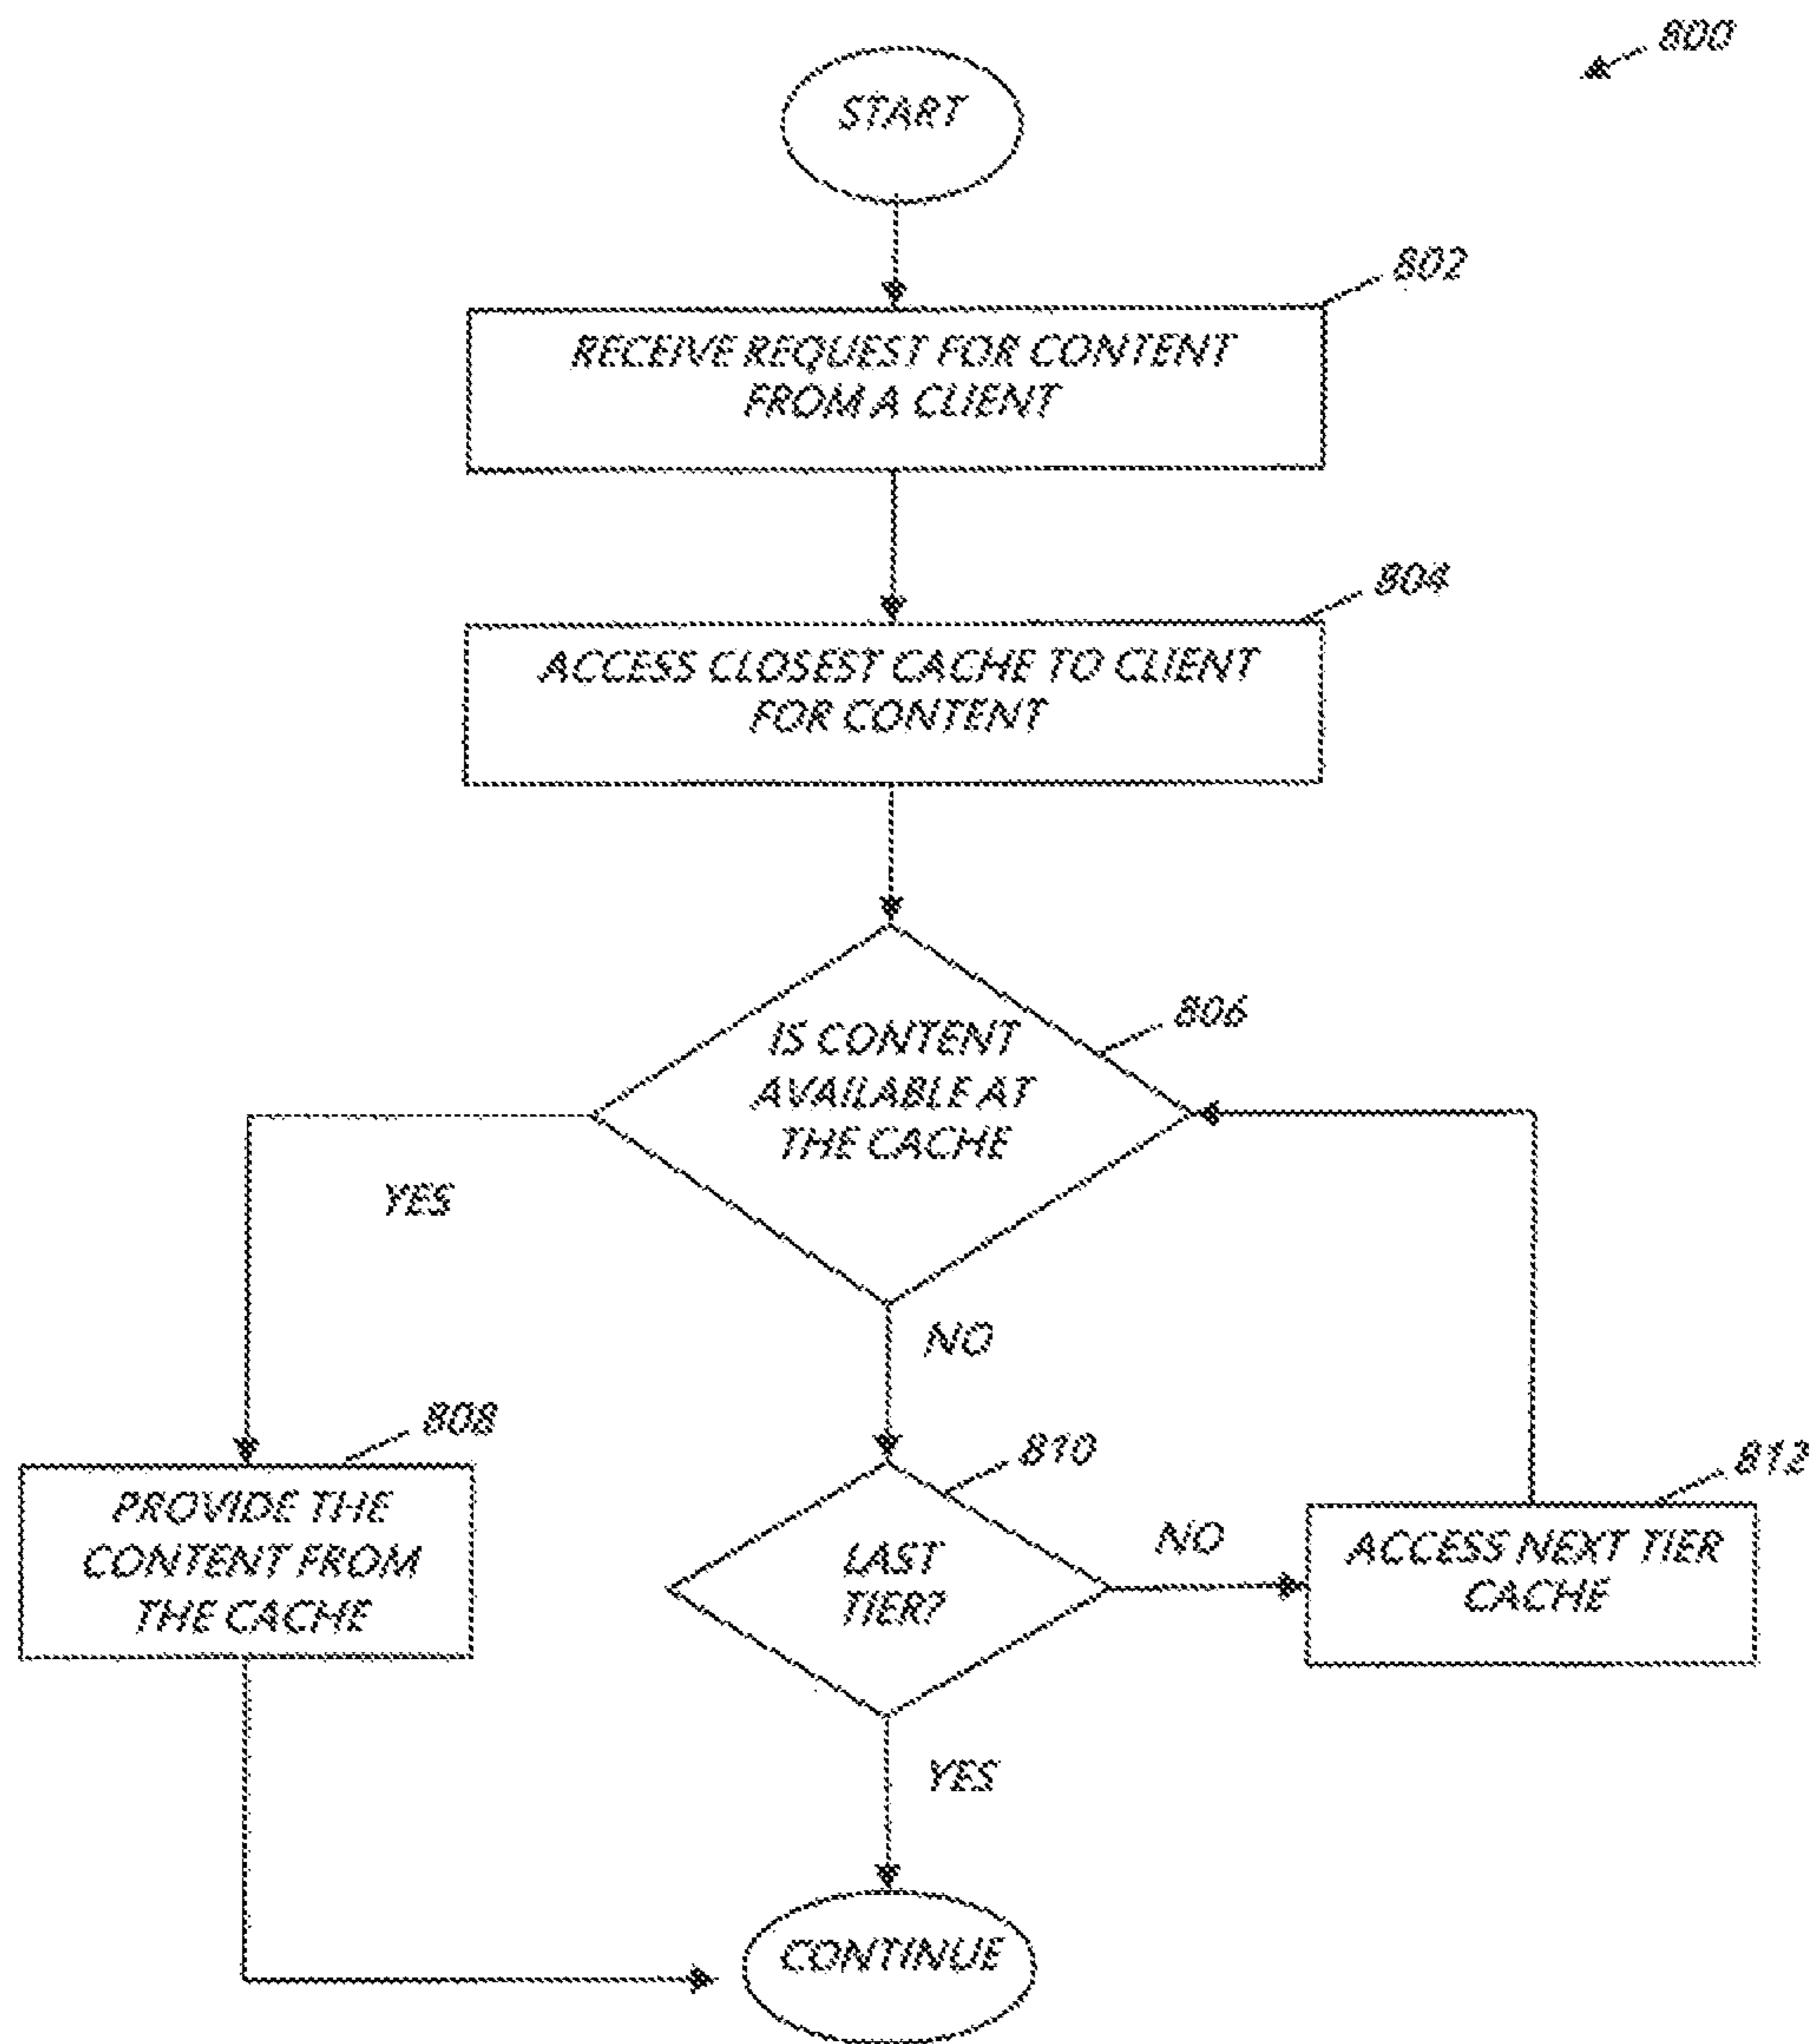 800
START
802
RECEIVE REQUEST FOR CONTENT
FROM A CLIENT
804
ACCESS CLOSEST CACHE TO CLIENT
FOR CONTENT
806
IS CONTENT
AVAILABLE AT
THE CACHE
YES
NO
808
PROVIDE THE
CONTENT FROM
THE CACHE
810
LAST
TIER?
NO
812
ACCESS NEXT TIER
CACHE
YES
CONTINUE